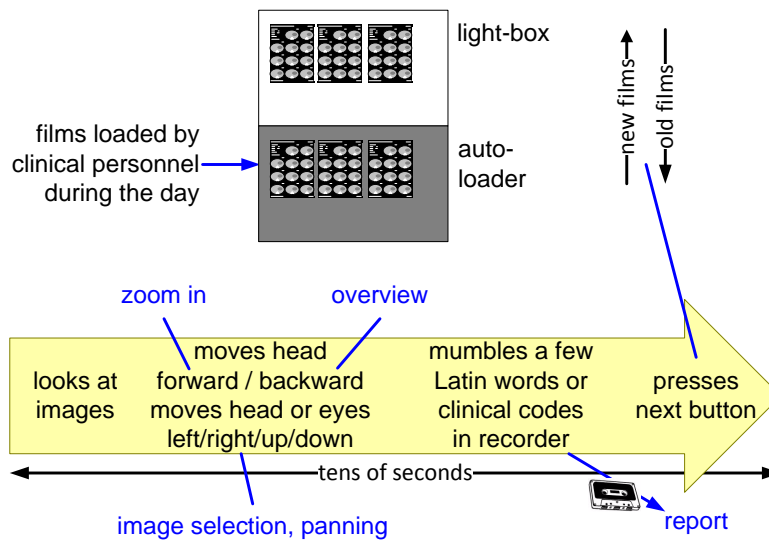 light-box
films loaded by
clinical personnel
during the day
auto-
loader
new films
old films
zoom in
overview
looks at
images
moves head
forward / backward
moves head or eyes
left/right/up/down
mumbles a few
Latin words or
clinical codes
in recorder
presses
next button
tens of seconds
image selection, panning
report